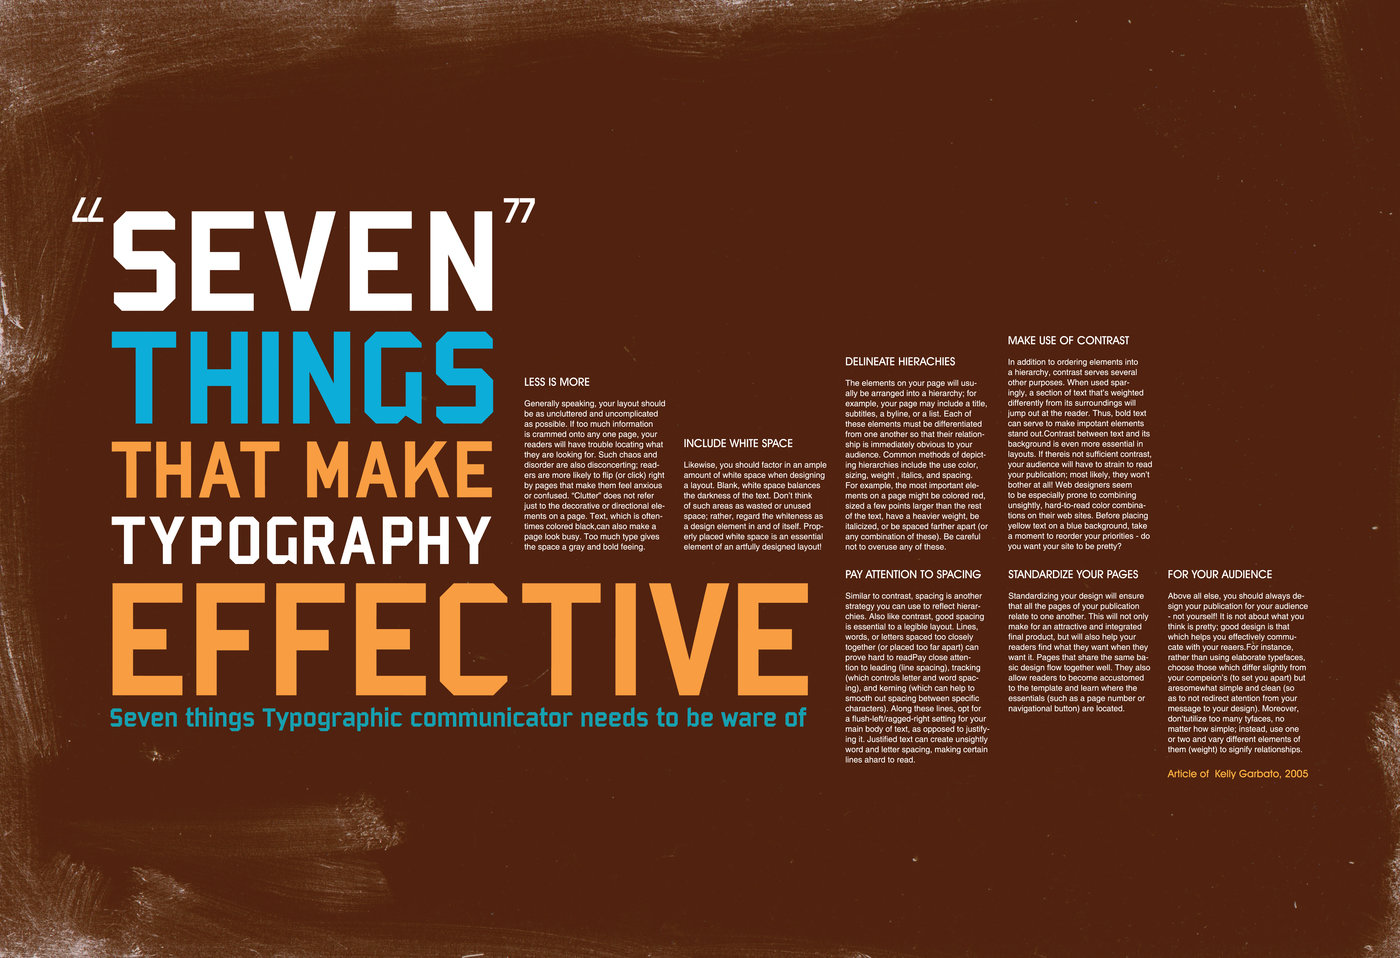 “SEVEN”
THINGS
THAT MAKE
TYPOGRAPHY
EFFECTIVE
Seven things Typographic communicator needs to be ware of
LESS IS MORE
Generally speaking, your layout should
be as uncluttered and uncomplicated
as possible. If too much information
is crammed onto any one page, your
readers will have trouble locating what
they are looking for. Such chaos and
disorder are also disconcerting; read-
ers are more likely to flip (or click) right
by pages that make them feel anxious
or confused. “Clutter” does not refer
just to the decorative or directional ele-
ments on a page. Text, which is often-
times colored black,can also make a
page look busy. Too much type gives
the space a gray and bold feeing.
INCLUDE WHITE SPACE
Likewise, you should factor in an ample
amount of white space when designing
a layout. Blank, white space balances
the darkness of the text. Don't think
of such areas as wasted or unused
space; rather, regard the whiteness as
a design element in and of itself. Prop-
erly placed white space is an essential
element of an artfully designed layout!
DELINEATE HIERACHIES
The elements on your page will usu-
ally be arranged into a hierarchy; for
example, your page may include a title,
subtitles, a byline, or a list. Each of
these elements must be differentiated
from one another so that their relation-
ship is immediately obvious to your
audience. Common methods of depict-
ing hierarchies include the use color,
sizing, weight , italics, and spacing.
For example, the most important ele-
ments on a page might be colored red,
sized a few points larger than the rest
of the text, have a heavier weight, be
italicized, or be spaced farther apart (or
any combination of these). Be careful
not to overuse any of these.
MAKE USE OF CONTRAST
In addition to ordering elements into
a hierarchy, contrast serves several
other purposes. When used spar-
ingly, a section of text that's weighted
differently from its surroundings will
jump out at the reader. Thus, bold text
can serve to make impotant elements
stand out.Contrast between text and its
background is even more essential in
layouts. If thereis not sufficient contrast,
your audience will have to strain to read
your publication; most likely, they won't
bother at all! Web designers seem
to be especially prone to combining
unsightly, hard-to-read color combina-
tions on their web sites. Before placing
yellow text on a blue background, take
a moment to reorder your priorities - do
you want your site to be pretty?
PAY ATTENTION TO SPACING
Similar to contrast, spacing is another
strategy you can use to reflect hierar-
chies. Also like contrast, good spacing
is essential to a legible layout. Lines,
words, or letters spaced too closely
together (or placed too far apart) can
prove hard to readPay close atten-
tion to leading (line spacing), tracking
(which controls letter and word spac-
ing), and kerning (which can help to
smooth out spacing between specific
characters). Along these lines, opt for
a flush-left/ragged-right setting for your
main body of text, as opposed to justify-
ing it. Justified text can create unsightly
word and letter spacing, making certain
lines ahard to read.
STANDARDIZE YOUR PAGES
Standardizing your design will ensure
that all the pages of your publication
relate to one another. This will not only
make for an attractive and integrated
final product, but will also help your
readers find what they want when they
want it. Pages that share the same ba-
sic design flow together well. They also
allow readers to become accustomed
to the template and learn where the
essentials (such as a page number or
navigational button) are located.
FOR YOUR AUDIENCE
Above all else, you should always de-
sign your publication for your audience
- not yourself! It is not about what you
think is pretty; good design is that
which helps you effectively commu-
cate with your reaers.For instance,
rather than using elaborate typefaces,
choose those which differ slightly from
your compeion's (to set you apart) but
aresomewhat simple and clean (so
as to not redirect atention from your
message to your design). Moreover,
don'tutilize too many tyfaces, no
matter how simple; instead, use one
or two and vary different elements of
them (weight) to signify relationships.
Article of Kelly Garbato, 2005